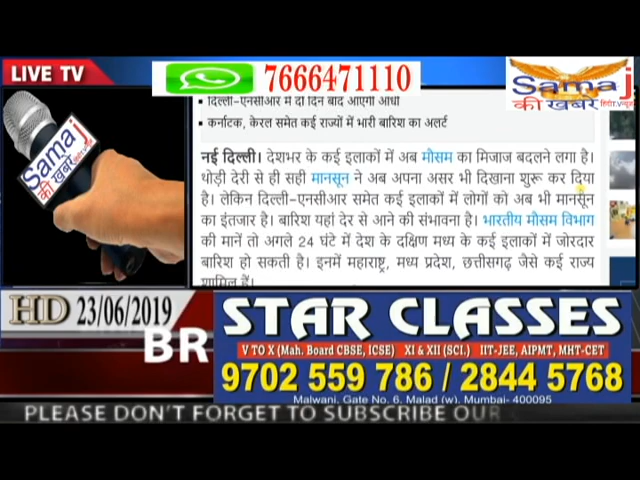 LIVE TV
7666471110
Samaj
की खबरे
Samaj
की खबरे
• दिल्ली-एनसीआर में दो दिन बाद आएगी आंधी
• कर्नाटक, केरल समेत कई राज्यों में भारी बारिश का अलर्ट
नई दिल्ली। देशभर के कई इलाकों में अब मौसम का मिजाज बदलने लगा है।
थोड़ी देरी से ही सही मानसून ने अब अपना असर भी दिखाना शुरू कर दिया
है। लेकिन दिल्ली-एनसीआर समेत कई इलाकों में लोगों को अब भी मानसून
का इंतजार है। बारिश यहां देर से आने की संभावना है। भारतीय मौसम विभाग
की मानें तो अगले 24 घंटे में देश के दक्षिण मध्य के कई इलाकों में जोरदार
बारिश हो सकती है। इनमें महाराष्ट्र, मध्य प्रदेश, छत्तीसगढ़ जैसे कई राज्य
शामिल हैं।
HD 23/06/2019
BR
STAR CLASSES
V TO X (Mah. Board CBSE, ICSE) XI & XII (SCI.) IIT-JEE, AIPMT, MHT-CET
9702 559 786 / 2844 5768
Malwani, Gate No. 6, Malad (w), Mumbai- 400095
PLEASE DON'T FORGET TO SUBSCRIBE OUR